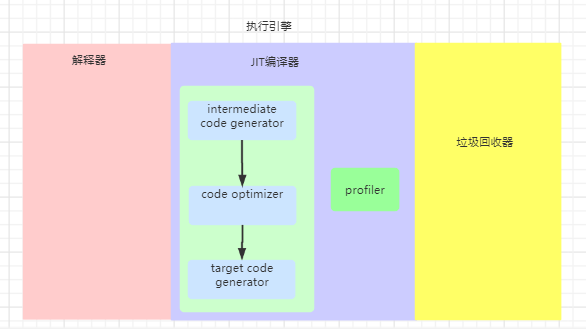 执行引擎
解释器
JIT编译器
垃圾回收器
intermediate
code generator
code optimizer
profiler
target code
generator